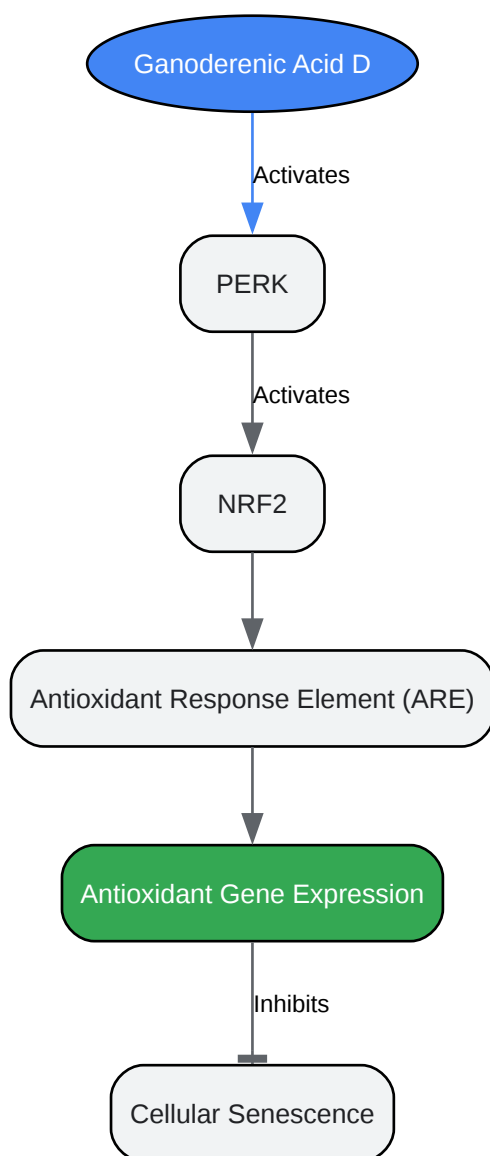 Ganoderenic Acid D
Activates
PERK
Activates
NRF2
Antioxidant Response Element (ARE)
Antioxidant Gene Expression
Inhibits
Cellular Senescence